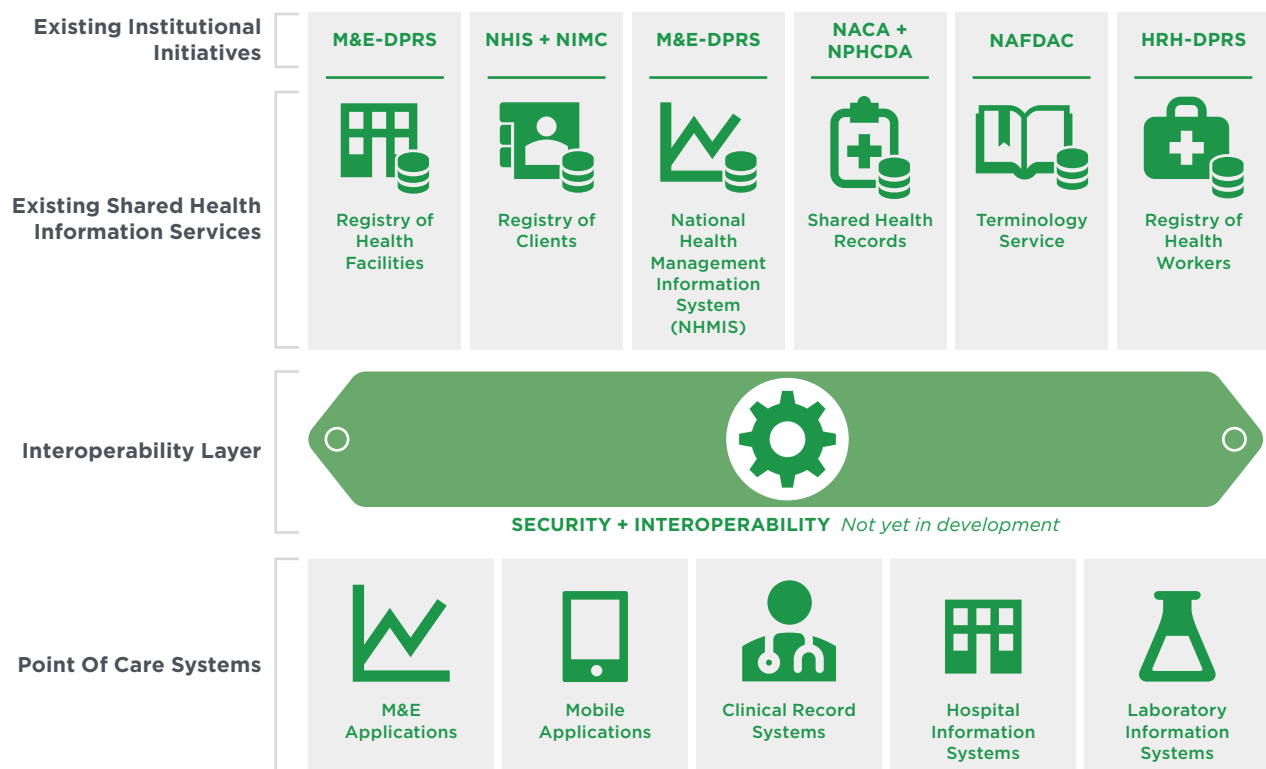 Existing Institutional
Initiatives
M&E-DPRS
NHIS + NIMC
M&E-DPRS
NACA +
NPHCDA
NAFDAC
HRH-DPRS
Existing Shared Health
Information Services
Registry of
Health
Facilities
Registry of
Clients
National
Health
Management
Information
System
(NHMIS)
Shared Health
Records
Terminology
Service
Registry of
Health
Workers
Interoperability Layer
SECURITY + INTEROPERABILITY Not yet in development
Point Of Care Systems
M&E
Applications
Mobile
Applications
Clinical Record
Systems
Hospital
Information
Systems
Laboratory
Information
Systems